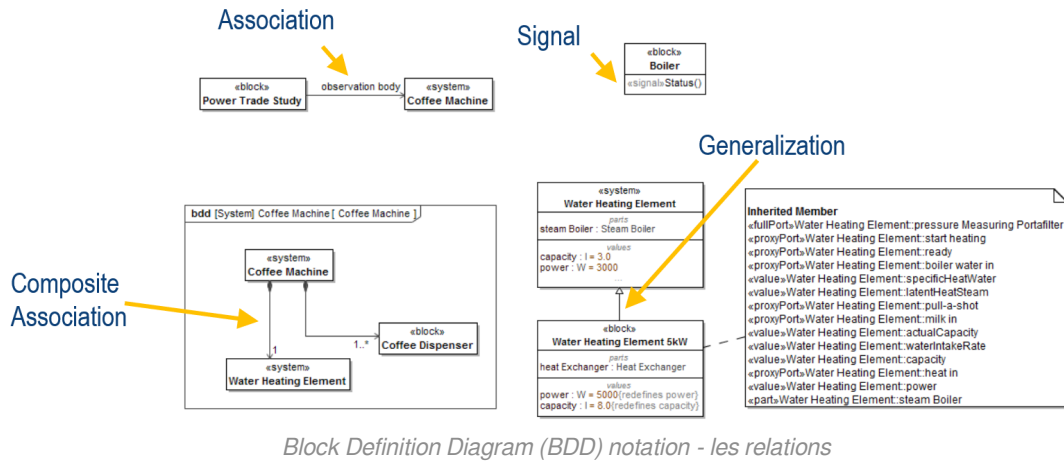 Association
Signal
«block»
Power Trade Study
observation body
«system»
Coffee Machine
«block»
Boiler
«signal»Status()
Generalization
bdd [System] Coffee Machine [ Coffee Machine ]
«system»
Coffee Machine
Composite
Association
1
1..*
«block»
Coffee Dispenser
«system»
Water Heating Element
«system»
Water Heating Element
parts
steam Boiler : Steam Boiler
values
capacity : l = 3.0
power : W = 3000
...
«block»
Water Heating Element 5kW
parts
heat Exchanger : Heat Exchanger
values
power : W = 5000{redefines power}
capacity : l = 8.0{redefines capacity}
Inherited Member
«fullPort»Water Heating Element::pressure Measuring Portafilter
«proxyPort»Water Heating Element::start heating
«proxyPort»Water Heating Element::ready
«proxyPort»Water Heating Element::boiler water in
«value»Water Heating Element::specificHeatWater
«value»Water Heating Element::latentHeatSteam
«proxyPort»Water Heating Element::pull-a-shot
«proxyPort»Water Heating Element::milk in
«value»Water Heating Element::actualCapacity
«value»Water Heating Element::waterIntakeRate
«value»Water Heating Element::capacity
«proxyPort»Water Heating Element::heat in
«value»Water Heating Element::power
«part»Water Heating Element::steam Boiler
Block Definition Diagram (BDD) notation - les relations